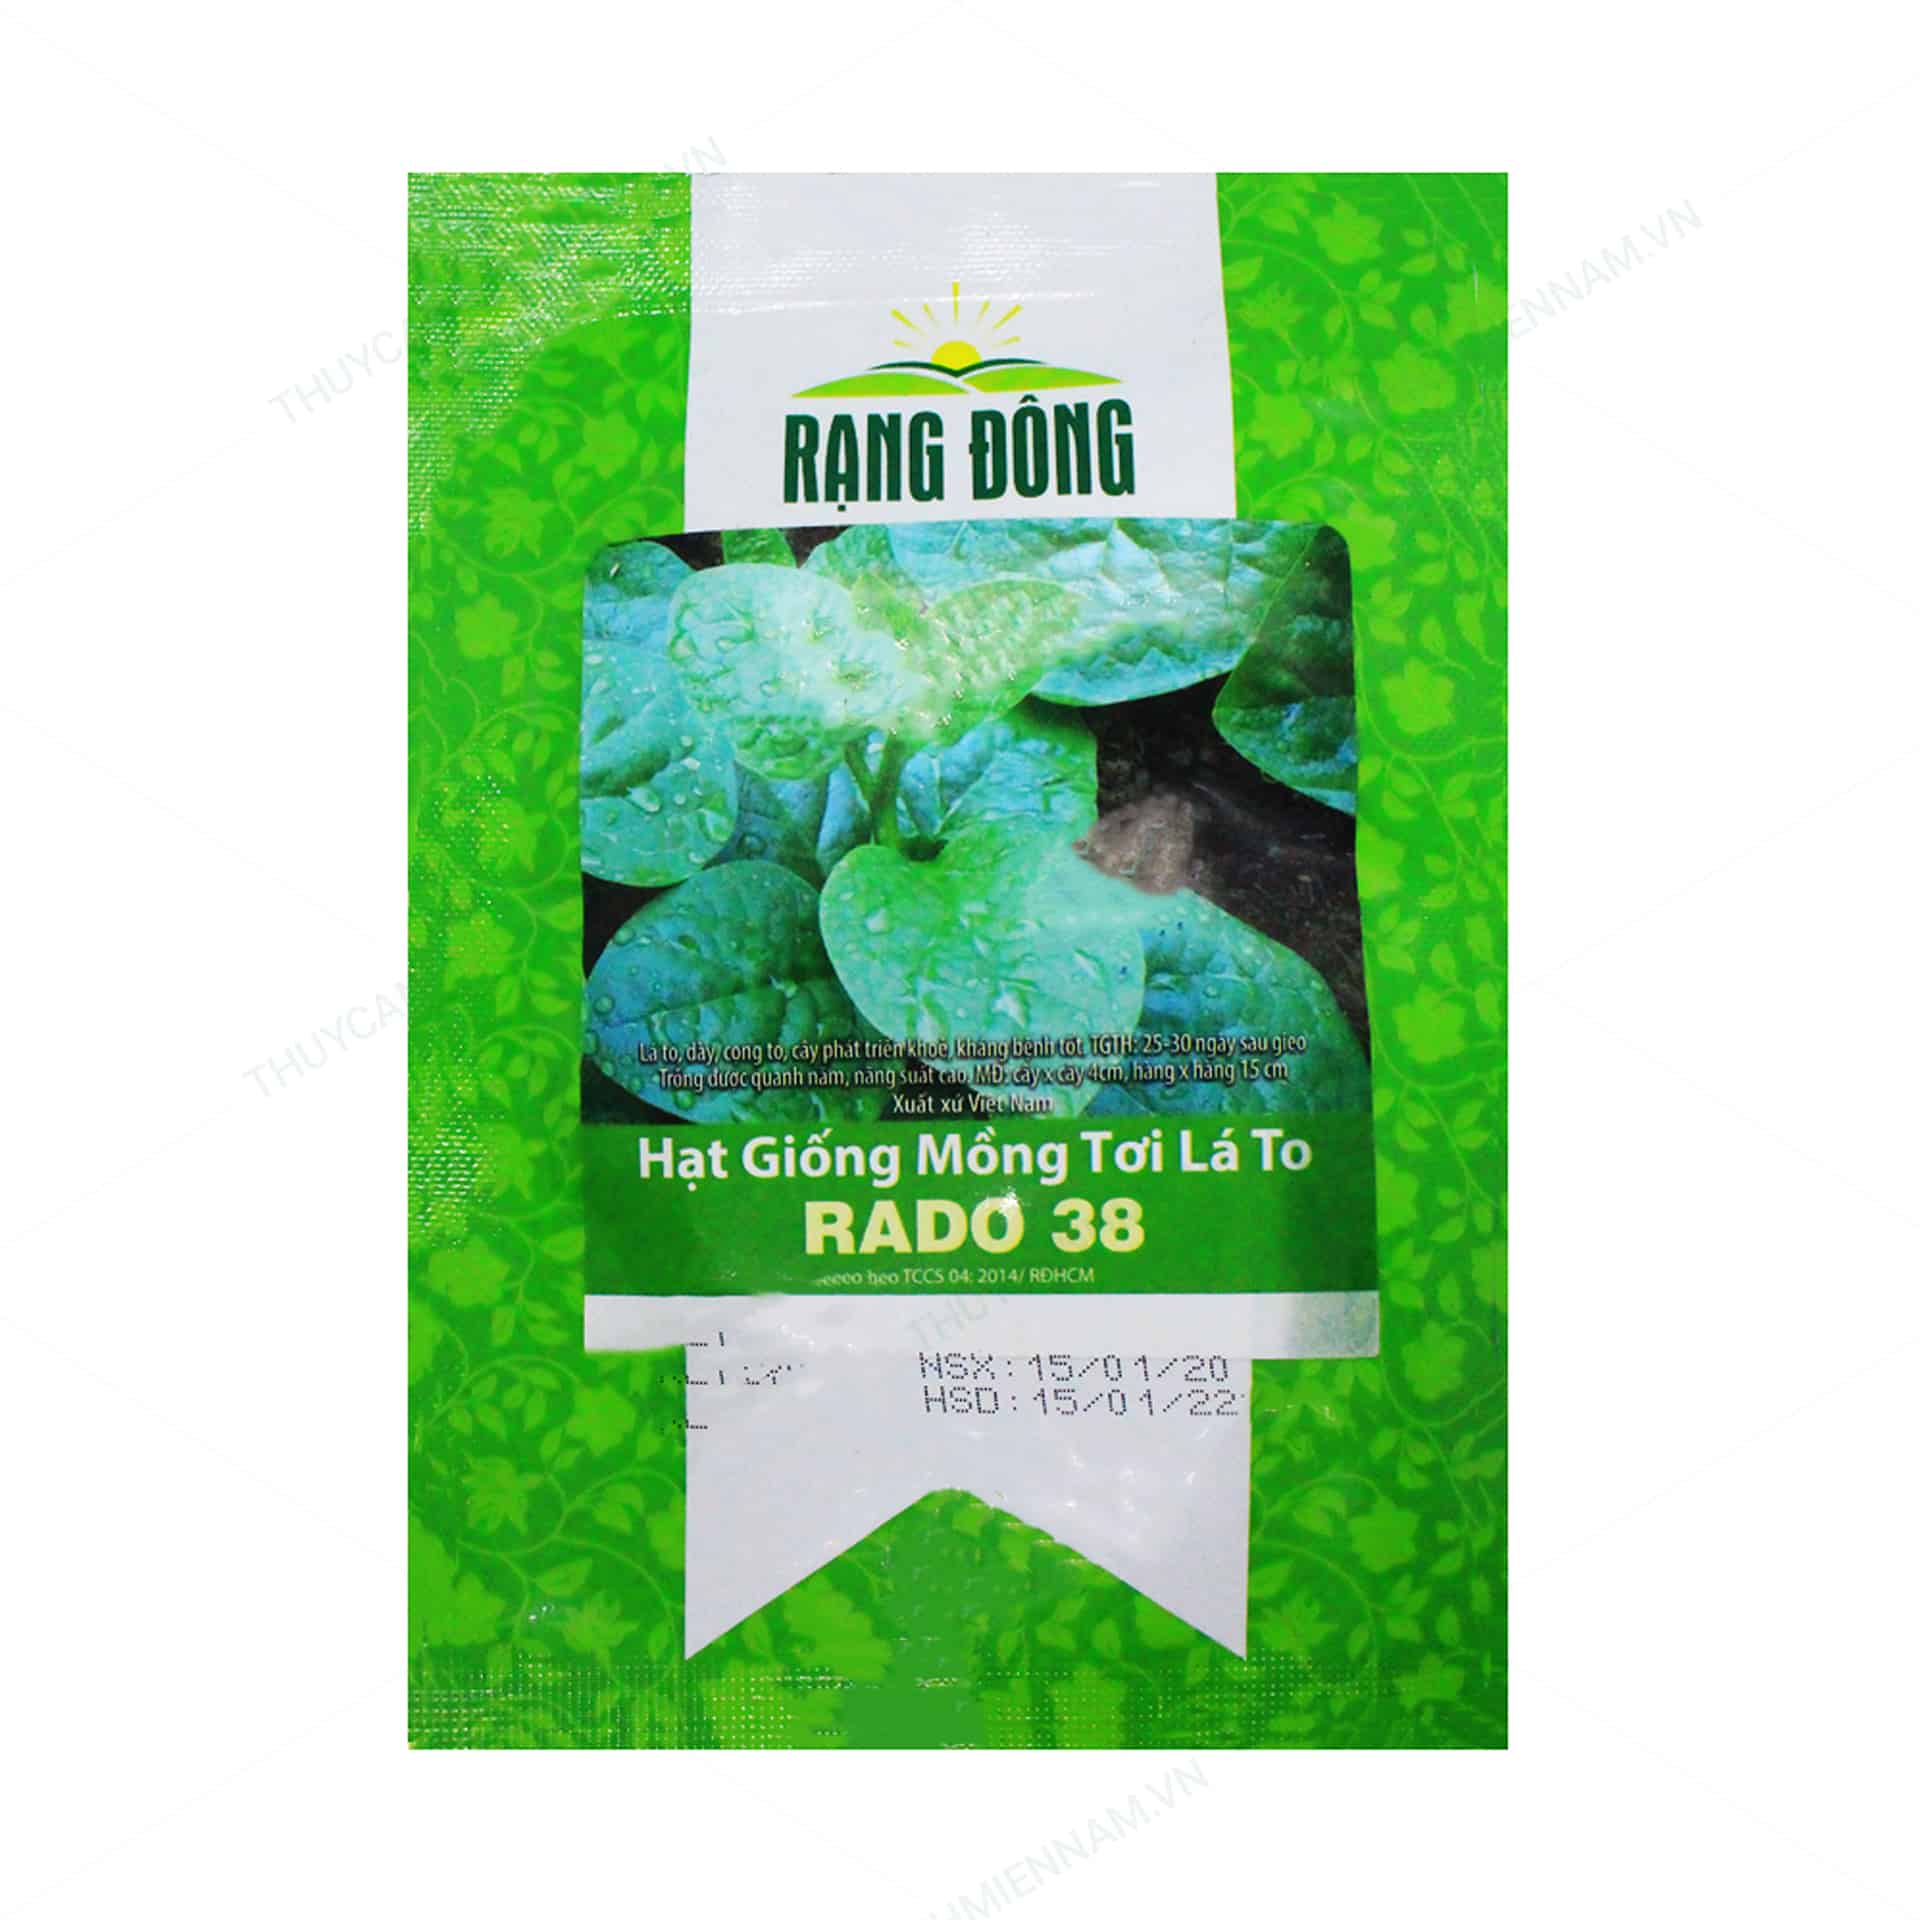 RẠNG ĐÔNG
Lá to, dày, cọng to, cây phát triển khoẻ, kháng bệnh tốt. TGTH: 25-30 ngày sau gieo
Trồng được quanh năm, năng suất cao. MĐ: cây x cây 4cm, hàng x hàng 15 cm
Xuất xứ Việt Nam
Hạt Giống Mồng Tơi Lá To
RADO 38
TCCS 04: 2014/ RĐHCM
NSX: 15/01/20
HSD: 15/01/22